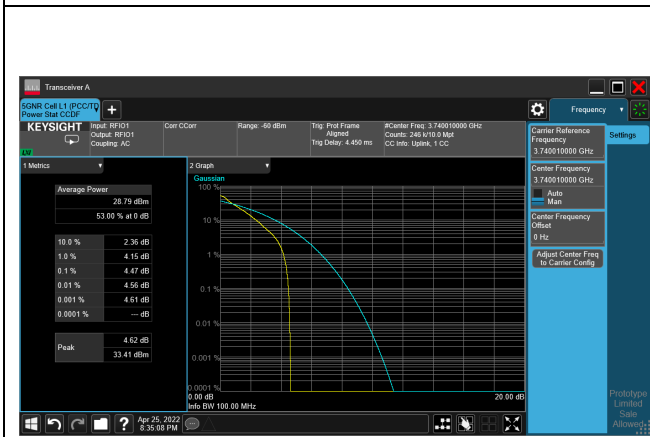 Transceiver A
5GNR Cell L1 (PCC/TD
Power Stat CCDF
Frequency
KEYSIGHT
LXI
Input: RFIO1
Output: RFIO1
Coupling: AC
Corr CCorr
Range: -60 dBm
Trig: Prot Frame
Aligned
Trig Delay: 4.450 ms
#Center Freq: 3.740010000 GHz
Counts: 246 k/10.0 Mpt
CC Info: Uplink, 1 CC
1 Metrics
Average Power
28.79 dBm
53.00 % at 0 dB
10.0 % 2.36 dB
1.0 % 4.15 dB
0.1 % 4.47 dB
0.01 % 4.56 dB
0.001 % 4.61 dB
0.0001 % --- dB
Peak
4.62 dB
33.41 dBm
2 Graph
Gaussian
100 %
10 %
1 %
0.1 %
0.01 %
0.001 %
0.0001 %
0.00 dB 20.00 dB
Info BW 100.00 MHz
Carrier Reference
Frequency
3.740010000 GHz
Settings
Center Frequency
3.740010000 GHz
Auto
Man
Center Frequency
Offset
0 Hz
Adjust Center Freq
to Carrier Config
Prototype
Limited
Sale
Allowed
?
Apr 25, 2022
8:35:08 PM